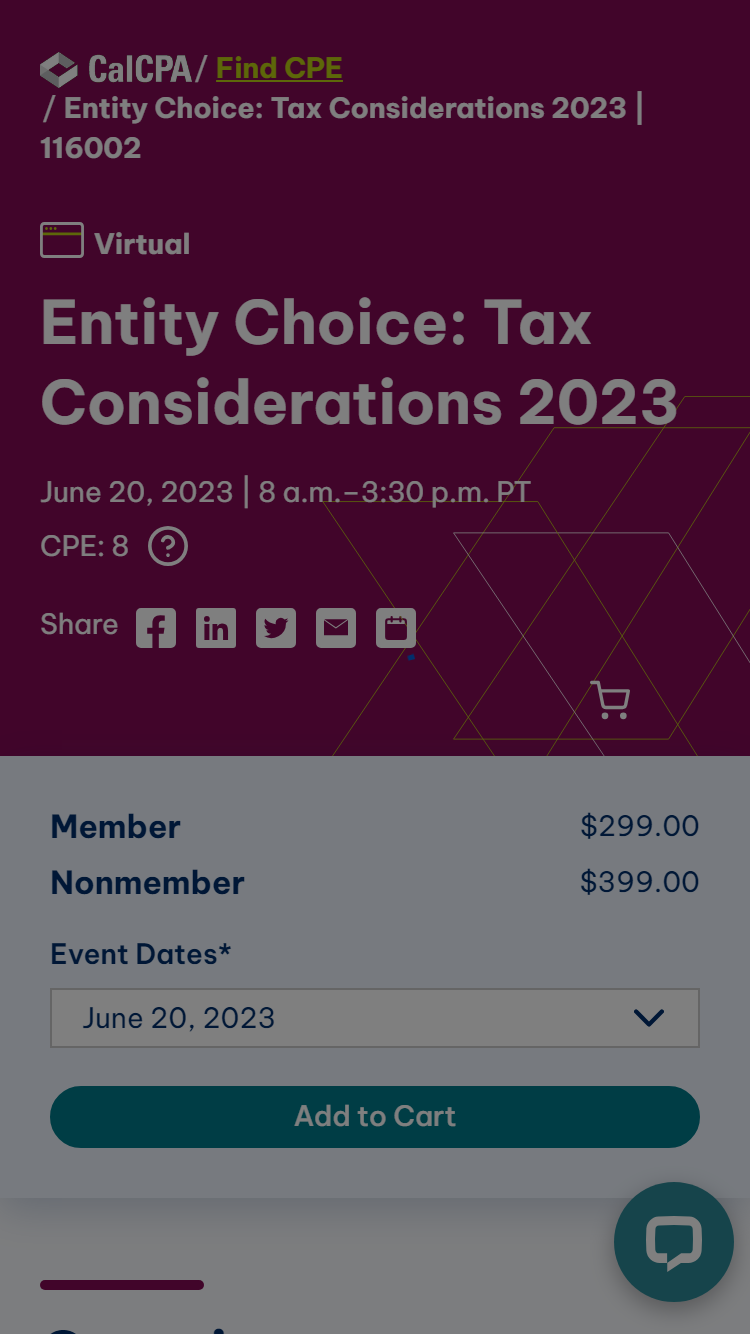 CalCPA / Find CPE
/ Entity Choice: Tax Considerations 2023 |
116002
Virtual
Entity Choice: Tax
Considerations 2023
June 20, 2023 | 8 a.m.–3:30 p.m. PT
CPE: 8 ?
Share
Member $299.00
Nonmember $399.00
Event Dates*
June 20, 2023
Add to Cart